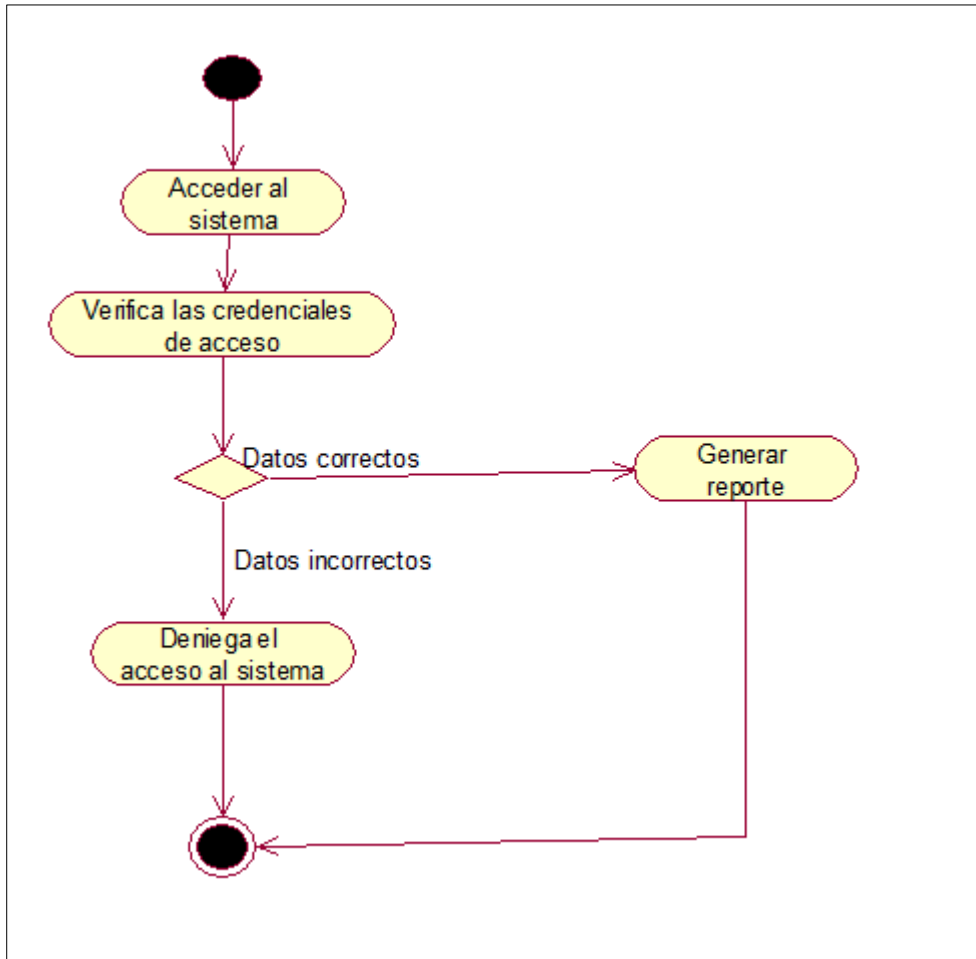 Acceder al
sistema
Verifica las credenciales
de acceso
Datos correctos
Generar
reporte
Datos incorrectos
Deniega el
acceso al sistema